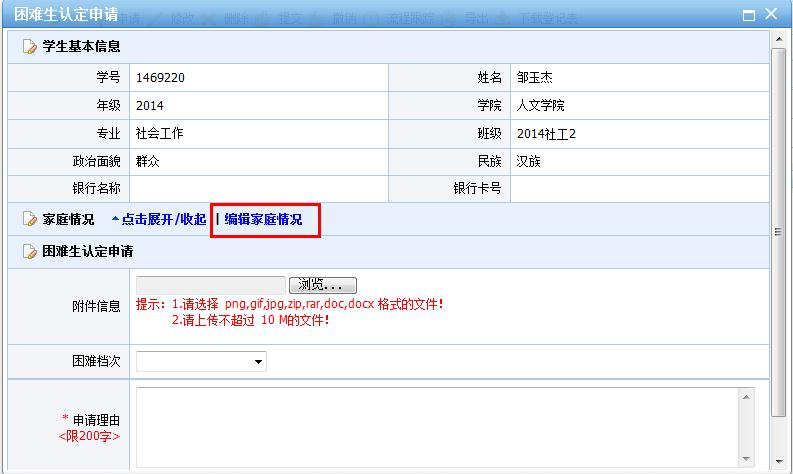 困难生认定申请
申请 修改 删除 提交 撤销 流程跟踪 导出 下载登记表
学生基本信息
学号 1469220 姓名 邹玉杰
年级 2014 学院 人文学院
专业 社会工作 班级 2014社工2
政治面貌 群众 民族 汉族
银行名称 银行卡号
家庭情况 点击展开/收起 | 编辑家庭情况
困难生认定申请
附件信息 浏览...
提示: 1.请选择 png,gif,jpg,zip,rar,doc,docx 格式的文件!
2.请上传不超过 10 M的文件!
困难档次
* 申请理由
<限200字>